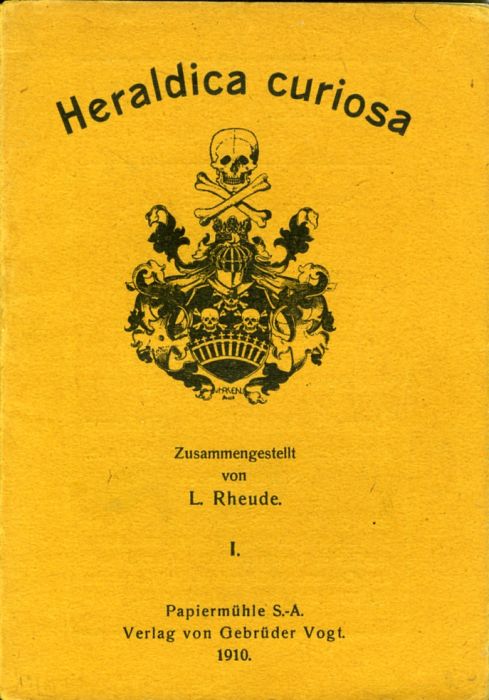 Heraldica curiosa
Zusammengestellt
von
L. Rheude.
I.
Papiermühle S.-A.
Verlag von Gebrüder Vogt.
1910.